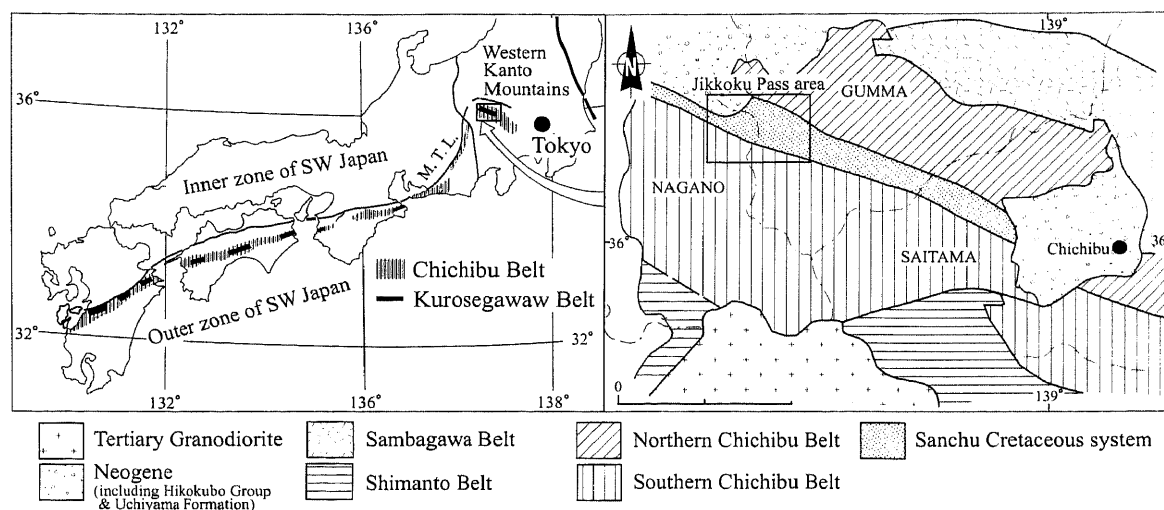 132°
136°
36°
Western
Kanto
Mountains
Tokyo
M.T.L.
Inner zone of SW Japan
Chichibu Belt
Kurosegawaw Belt
Outer zone of SW Japan
32°
32°
132°
136°
138°
139°
N
Jikkoku Pass area
GUMMA
NAGANO
36°
SAITAMA
Chichibu
36
0
139°
Tertiary Granodiorite
Neogene
(including Hikokubo Group
& Uchiyama Formation)
Sambagawa Belt
Shimanto Belt
Northern Chichibu Belt
Southern Chichibu Belt
Sanchu Cretaceous system